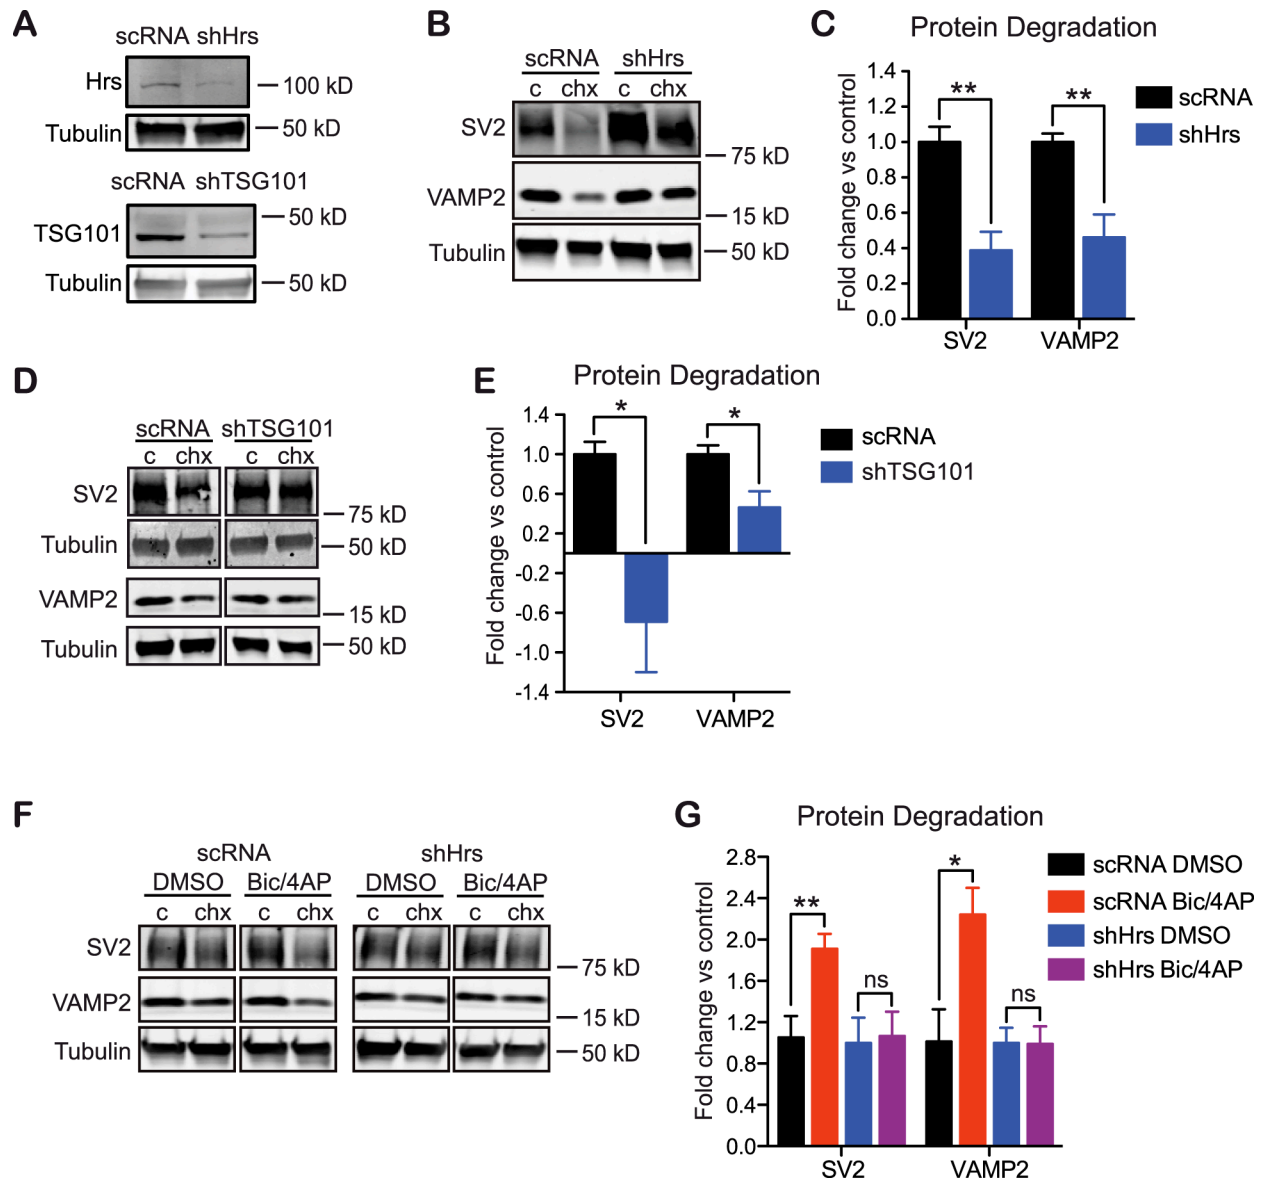 A
scRNA shHrs
Hrs
100 kD
Tubulin
50 kD
scRNA shTSG101
50 kD
TSG101
Tubulin
50 kD
B
scRNA shHrs
c chx c chx
SV2
75 kD
VAMP2
15 kD
Tubulin
50 kD
C
Protein Degradation
Fold change vs control
1.4
1.2
1.0
0.8
0.6
0.4
0.2
0.0
** **
SV2 VAMP2
scRNA
shHrs
D
scRNA shTSG101
c chx c chx
SV2
75 kD
Tubulin
50 kD
VAMP2
15 kD
Tubulin
50 kD
E
Protein Degradation
Fold change vs control
1.4
1.0
0.6
0.2
-0.2
-0.6
-1.0
-1.4
* *
SV2 VAMP2
scRNA
shTSG101
F
scRNA shHrs
DMSO Bic/4AP DMSO Bic/4AP
c chx c chx c chx c chx
SV2
75 kD
VAMP2
15 kD
Tubulin
50 kD
G
Protein Degradation
Fold change vs control
2.8
2.4
2.0
1.6
1.2
0.8
0.4
0.0
** ns * ns
SV2 VAMP2
scRNA DMSO
scRNA Bic/4AP
shHrs DMSO
shHrs Bic/4AP